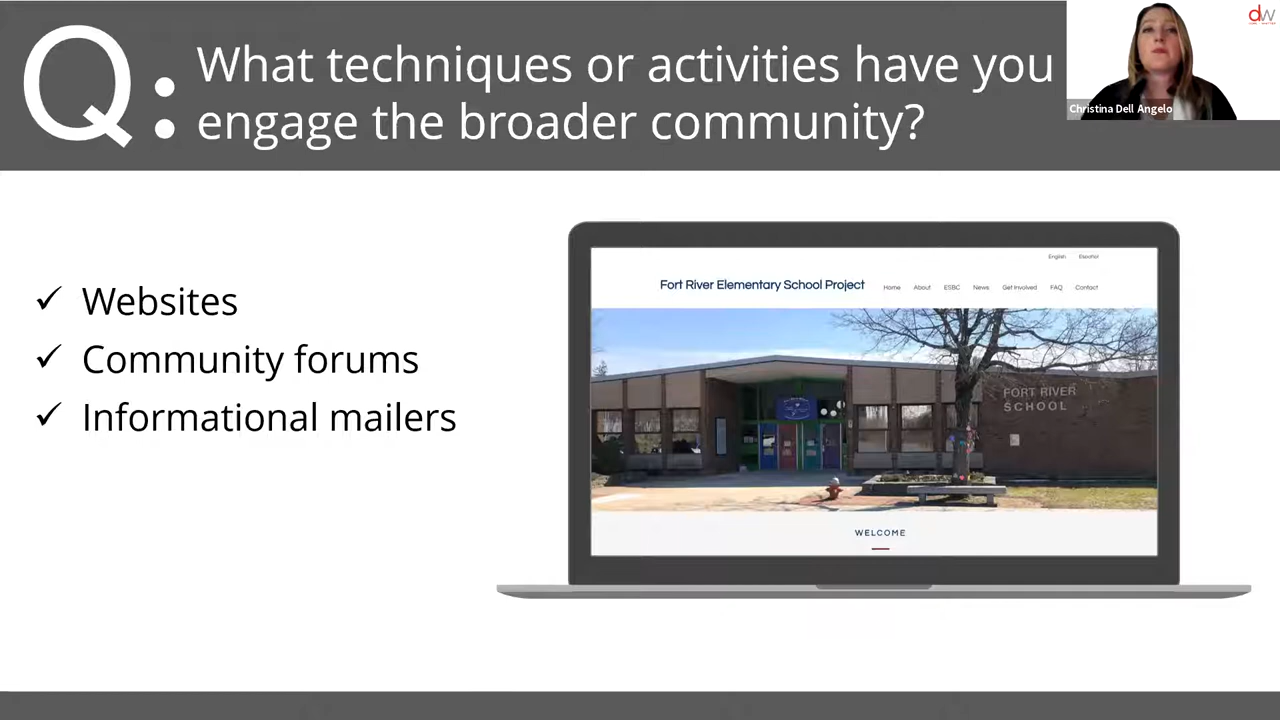 Q: What techniques or activities have you
engage the broader community?
dw
Christina Dell Angelo
✓ Websites
✓ Community forums
✓ Informational mailers
English Español
Fort River Elementary School Project
Home About ESBC News Get Involved FAQ Contact
FORT RIVER
SCHOOL
WELCOME